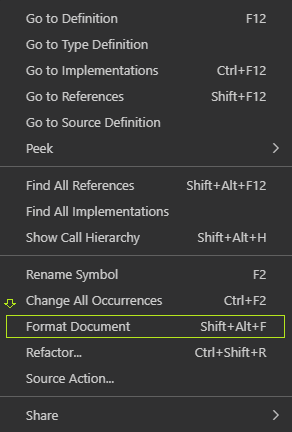 Go to Definition F12
Go to Type Definition
Go to Implementations Ctrl+F12
Go to References Shift+F12
Go to Source Definition
Peek
Find All References Shift+Alt+F12
Find All Implementations
Show Call Hierarchy Shift+Alt+H
Rename Symbol F2
Change All Occurrences Ctrl+F2
Format Document Shift+Alt+F
Refactor... Ctrl+Shift+R
Source Action...
Share